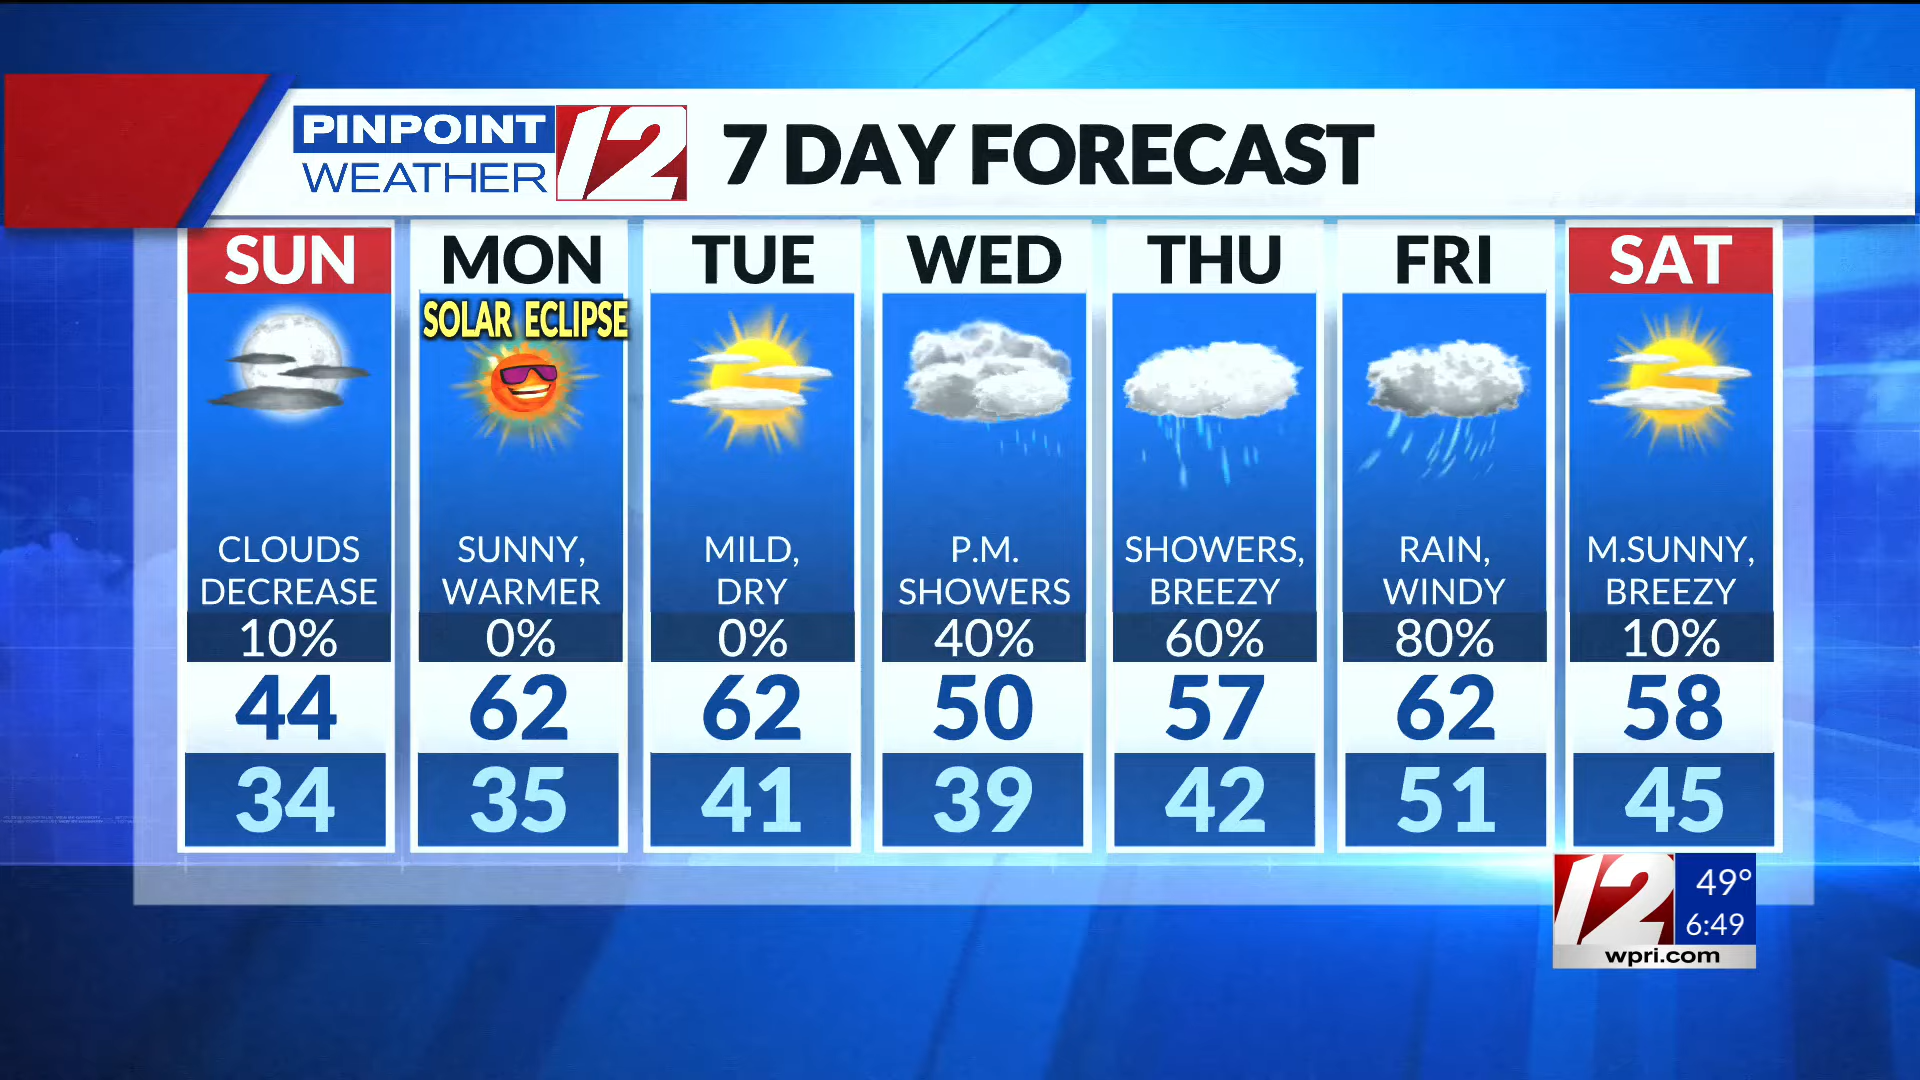 PINPOINT
WEATHER
12
7 DAY FORECAST
SUN
MON
TUE
WED
THU
FRI
SAT
SOLAR ECLIPSE
CLOUDS
DECREASE
SUNNY,
WARMER
MILD,
DRY
P.M.
SHOWERS
SHOWERS,
BREEZY
RAIN,
WINDY
M.SUNNY,
BREEZY
10%
0%
0%
40%
60%
80%
10%
44
62
62
50
57
62
58
34
35
41
39
42
51
45
12
49°
6:49
wpri.com